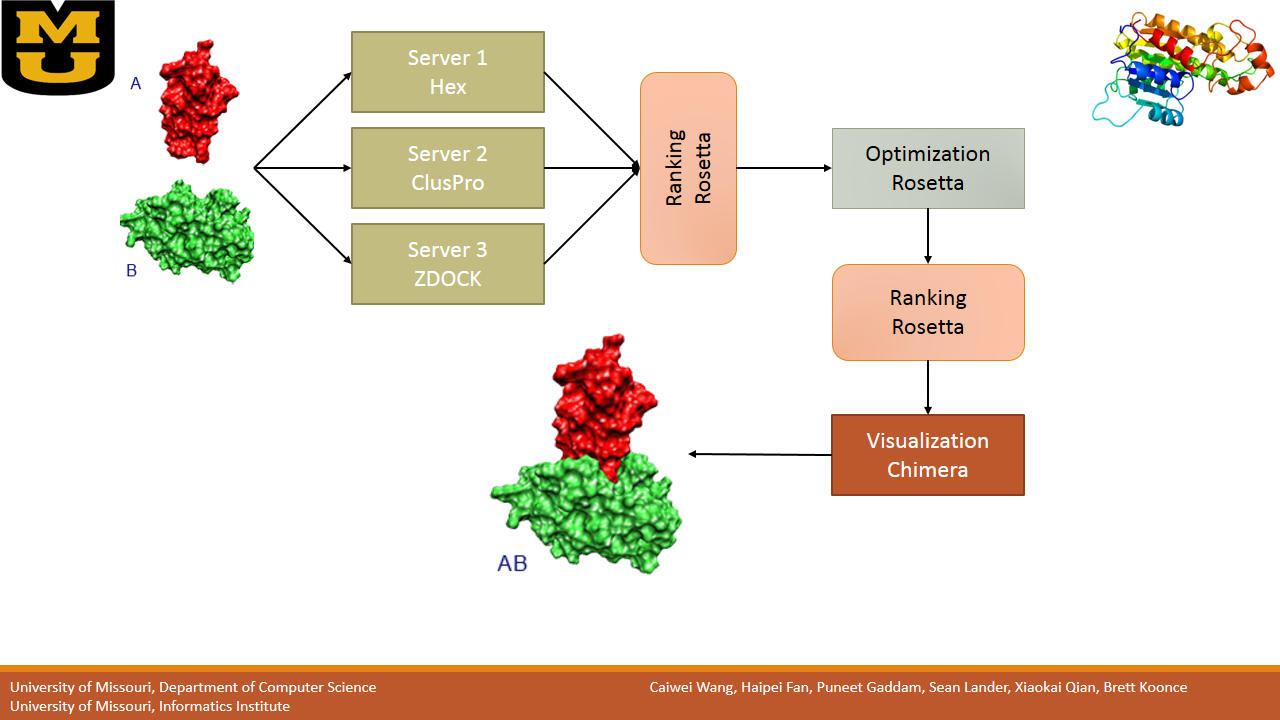 MU
A
B
Server 1
Hex
Server 2
ClusPro
Server 3
ZDOCK
Ranking
Rosetta
Optimization
Rosetta
Ranking
Rosetta
Visualization
Chimera
AB
University of Missouri, Department of Computer Science
University of Missouri, Informatics Institute
Caiwei Wang, Haipei Fan, Puneet Gaddam, Sean Lander, Xiaokai Qian, Brett Koonce